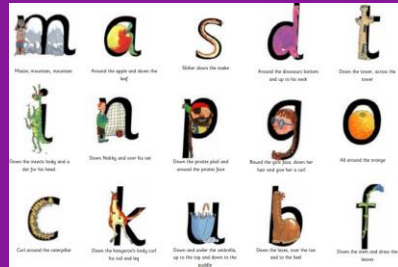 m a s d t
Maisie, mountain, mountain
Around the apple and down the
leaf
Slither down the snake
Around the dinosaurs bottom
and up to his neck
Down the tower, across the
tower
i n p g o
Down the insects body and a
dot for his head.
Down Nobby and over his net
Down the pirates plait and
around the pirates face
Round the girls face, down her
hair and give her a curl
All around the orange
c k u b f
Curl around the caterpillar
Down the kangaroo's body, curl
his tail and leg
Down and under the umbrella,
up to the top and down to the
puddle
Down the laces, over the toe
and to the heel
Down the stem and draw the
leaves